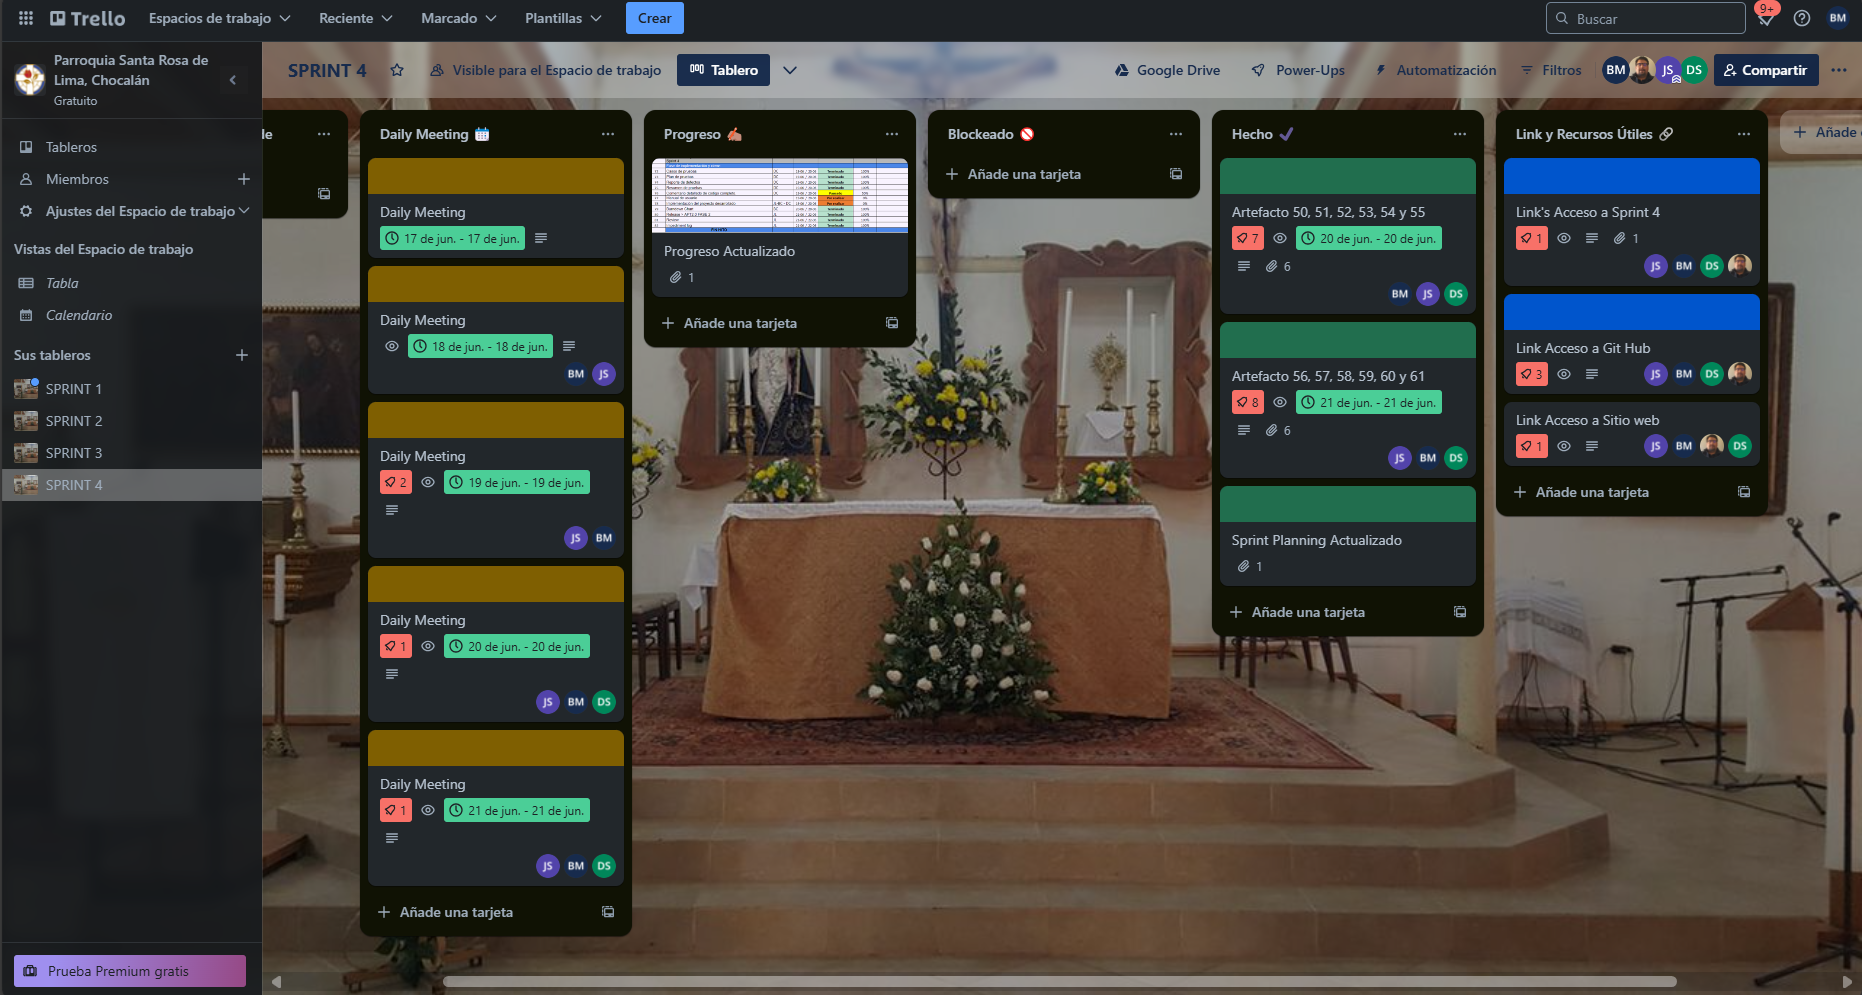 Trello
Espacios de trabajo
Reciente
Marcado
Plantillas
Crear
Buscar
9+
BM
Parroquia Santa Rosa de
Lima, Chocalán
Gratuito
SPRINT 4
Visible para el Espacio de trabajo
Tablero
Google Drive
Power-Ups
Automatización
Filtros
BM
JS
DS
Compartir
Tableros
Miembros
Ajustes del Espacio de trabajo
Vistas del Espacio de trabajo
Tabla
Calendario
Sus tableros
SPRINT 1
SPRINT 2
SPRINT 3
SPRINT 4
Prueba Premium gratis
le
Daily Meeting
Daily Meeting
17 de jun. - 17 de jun.
Daily Meeting
18 de jun. - 18 de jun.
BM JS
Daily Meeting
2
19 de jun. - 19 de jun.
JS BM
Daily Meeting
1
20 de jun. - 20 de jun.
JS BM DS
Daily Meeting
1
21 de jun. - 21 de jun.
JS BM DS
Añade una tarjeta
Progreso
Progreso Actualizado
1
Añade una tarjeta
Blockeado
Añade una tarjeta
Hecho
Artefacto 50, 51, 52, 53, 54 y 55
7
20 de jun. - 20 de jun.
6
BM JS DS
Artefacto 56, 57, 58, 59, 60 y 61
8
21 de jun. - 21 de jun.
6
JS BM DS
Sprint Planning Actualizado
1
Añade una tarjeta
Link y Recursos Útiles
Link's Acceso a Sprint 4
1
1
JS BM DS
Link Acceso a Git Hub
3
JS BM DS
Link Acceso a Sitio web
1
JS BM DS
Añade una tarjeta
Añade